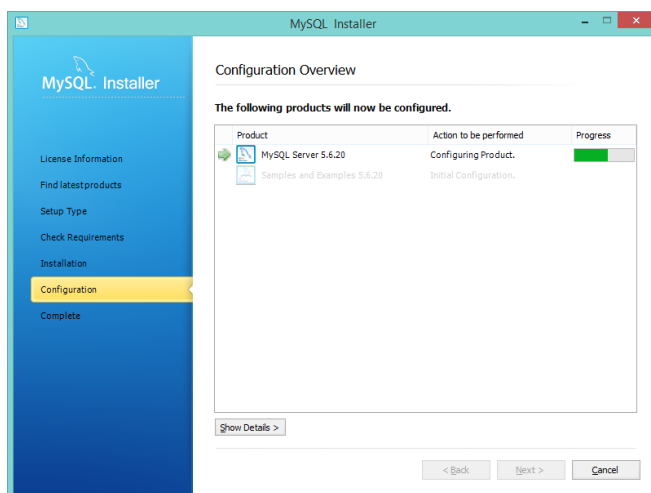 MySQL Installer
MySQL. Installer
License Information
Find latest products
Setup Type
Check Requirements
Installation
Configuration
Complete
Configuration Overview
The following products will now be configured.
Product Action to be performed Progress
MySQL Server 5.6.20 Configuring Product.
Samples and Examples 5.6.20 Initial Configuration.
Show Details >
< Back Next > Cancel